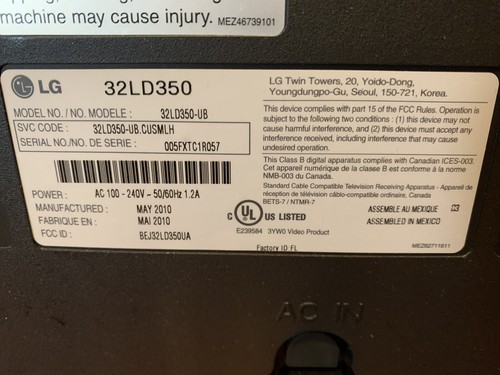 machine may cause injury. MEZ46739101
LG 32LD350
MODEL NO. / NO. MODELE : 32LD350-UB
SVC CODE : 32LD350-UB.CUSMLH
SERIAL NO./NO. DE SÉRIE : 005FXTC1R057
POWER : AC 100 - 240V ~ 50/60Hz 1.2A
MANUFACTURED : MAY 2010
FABRIQUÉ EN : MAI 2010
FCC ID : BEJ32LD350UA
LG Twin Towers, 20, Yoido-Dong,
Youngdungpo-Gu, Seoul, 150-721, Korea.
This device complies with part 15 of the FCC Rules. Operation is
subject to the following two conditions : (1) this device may not
cause harmful interference, and (2) this device must accept any
interference received, including interference that may cause
undesired operation.
This Class B digital apparatus complies with Canadian ICES-003.
Cet appareil numérique de la classe B est conforme à la norme
NMB-003 du Canada.
Standard Cable Compatible Television Receiving Apparatus - Appareil de
réception de télévision câblo-compatible ordinaire, Canada
BETS-7 / NTMR-7
C UL US LISTED
E239584 3YW0 Video Product
ASSEMBLÉ AU MEXIQUE
ASSEMBLED IN MEXICO
Factory ID FL
MEZ62711611
AC IN